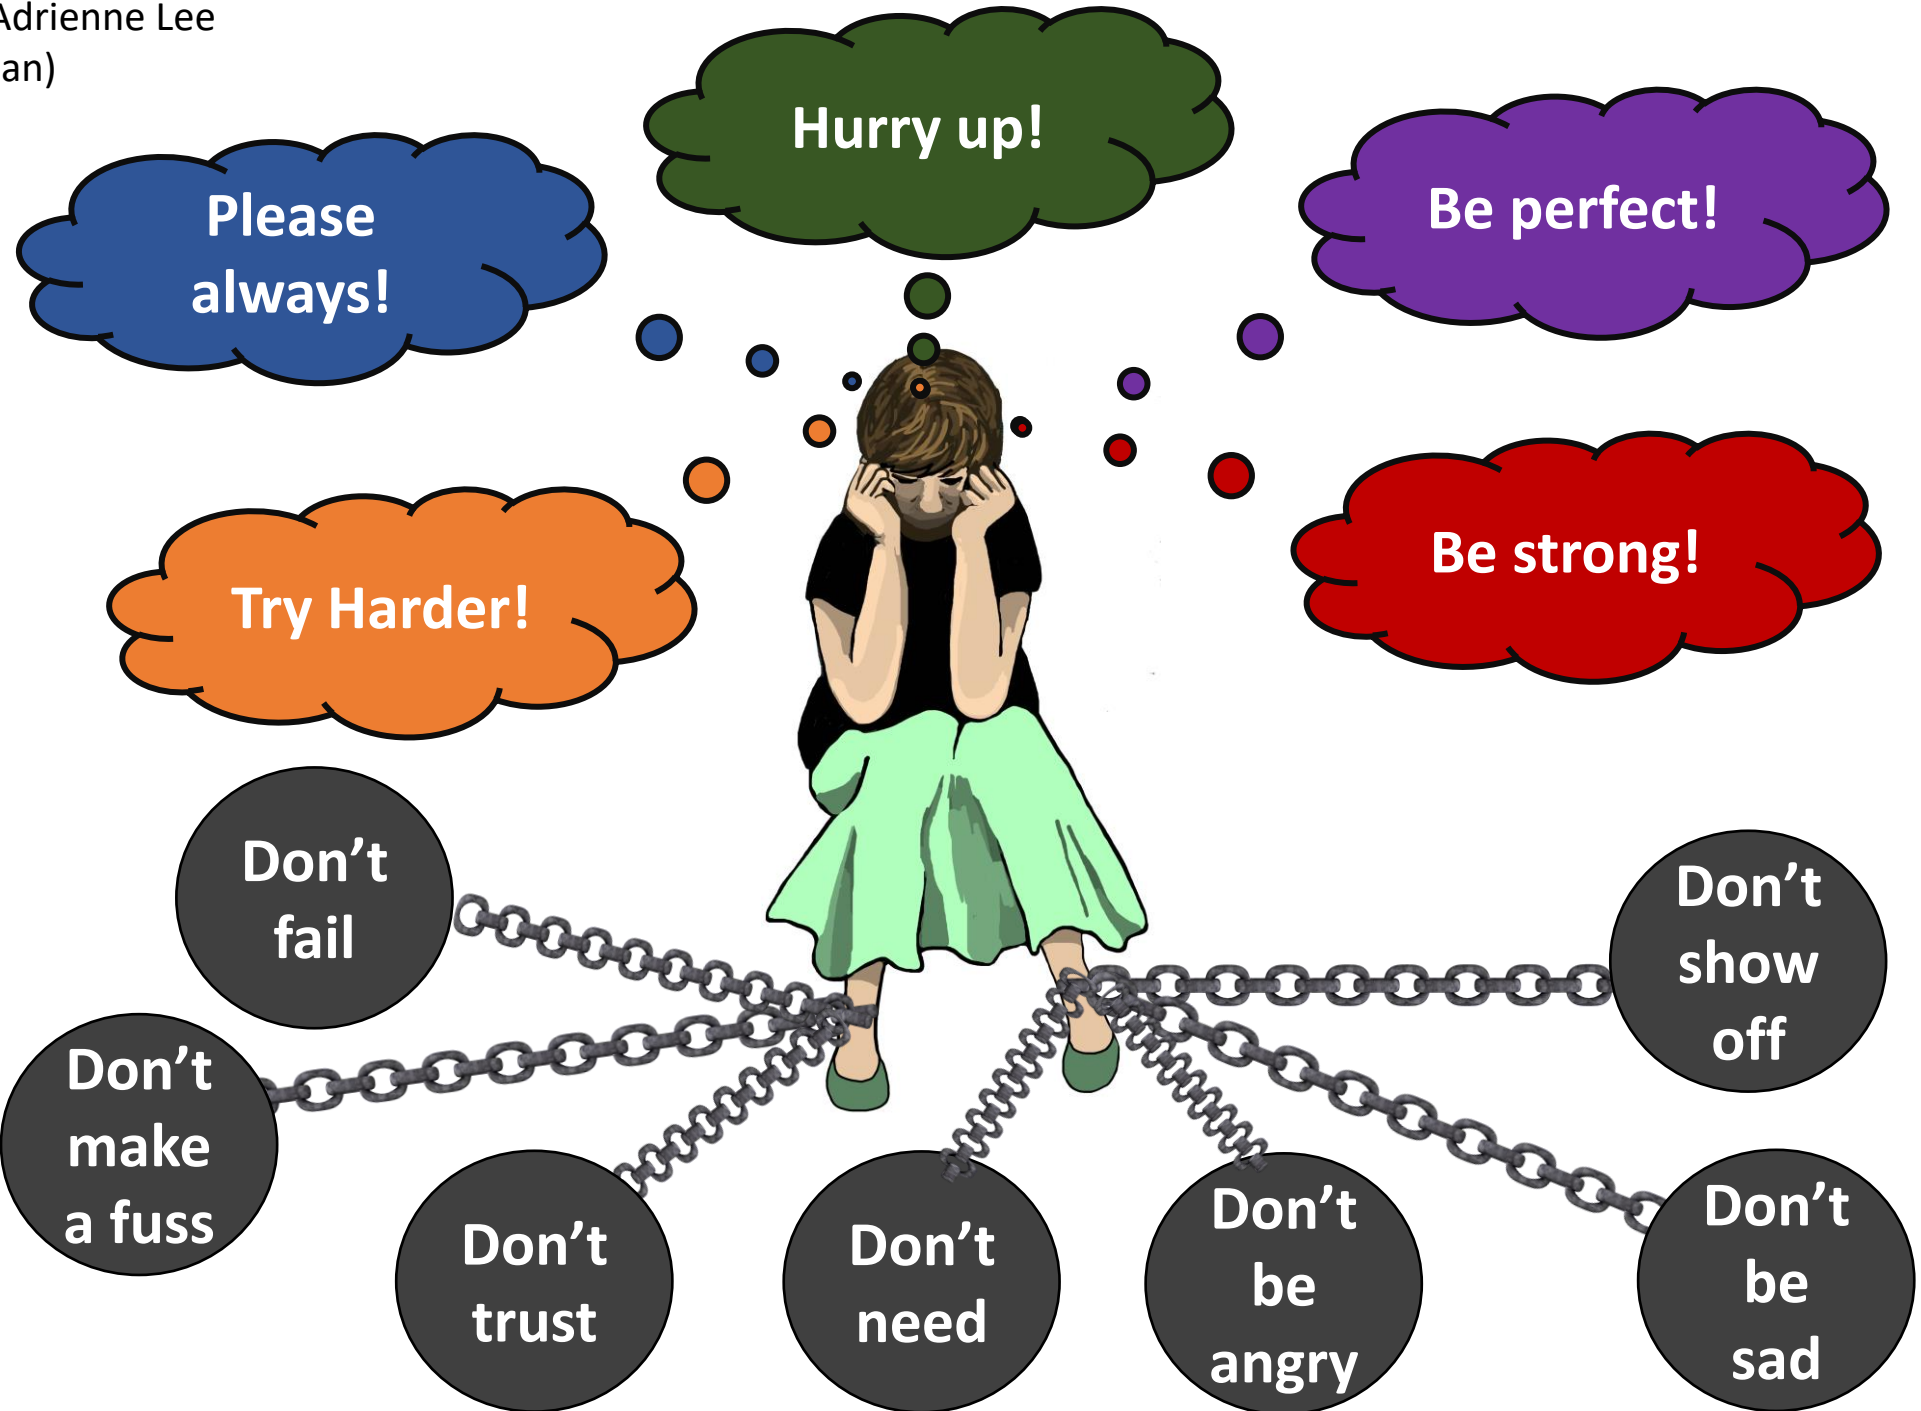 Adrienne Lee
an)
Hurry up!
Please
always!
Be perfect!
Try Harder!
Be strong!
Don't
fail
Don't
show
off
Don't
make
a fuss
Don't
trust
Don't
need
Don't
be
angry
Don't
be
sad